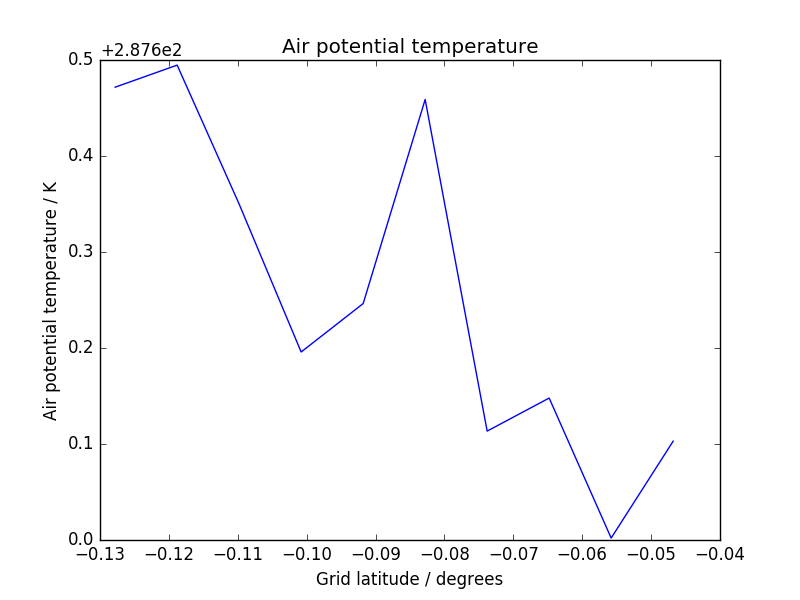 Air potential temperature
+2.876e2
0.5
0.4
0.3
0.2
0.1
0.0
Air potential temperature / K
−0.13 −0.12 −0.11 −0.10 −0.09 −0.08 −0.07 −0.06 −0.05 −0.04
Grid latitude / degrees